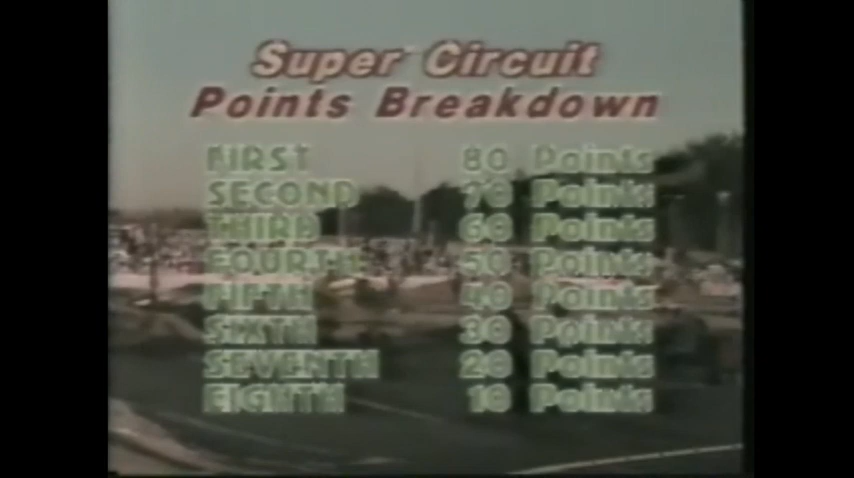 Super Circuit
Points Breakdown
FIRST 80 Points
SECOND 70 Points
THIRD 60 Points
FOURTH 50 Points
FIFTH 40 Points
SIXTH 30 Points
SEVENTH 20 Points
EIGHTH 10 Points